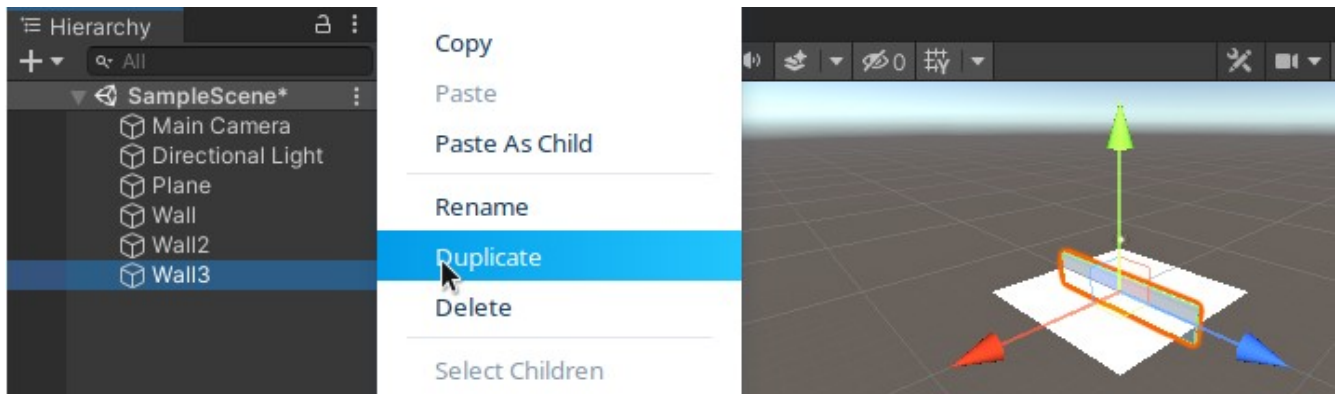 Hierarchy
All
SampleScene*
Main Camera
Directional Light
Plane
Wall
Wall2
Wall3
Copy
Paste
Paste As Child
Rename
Duplicate
Delete
Select Children
0
Y